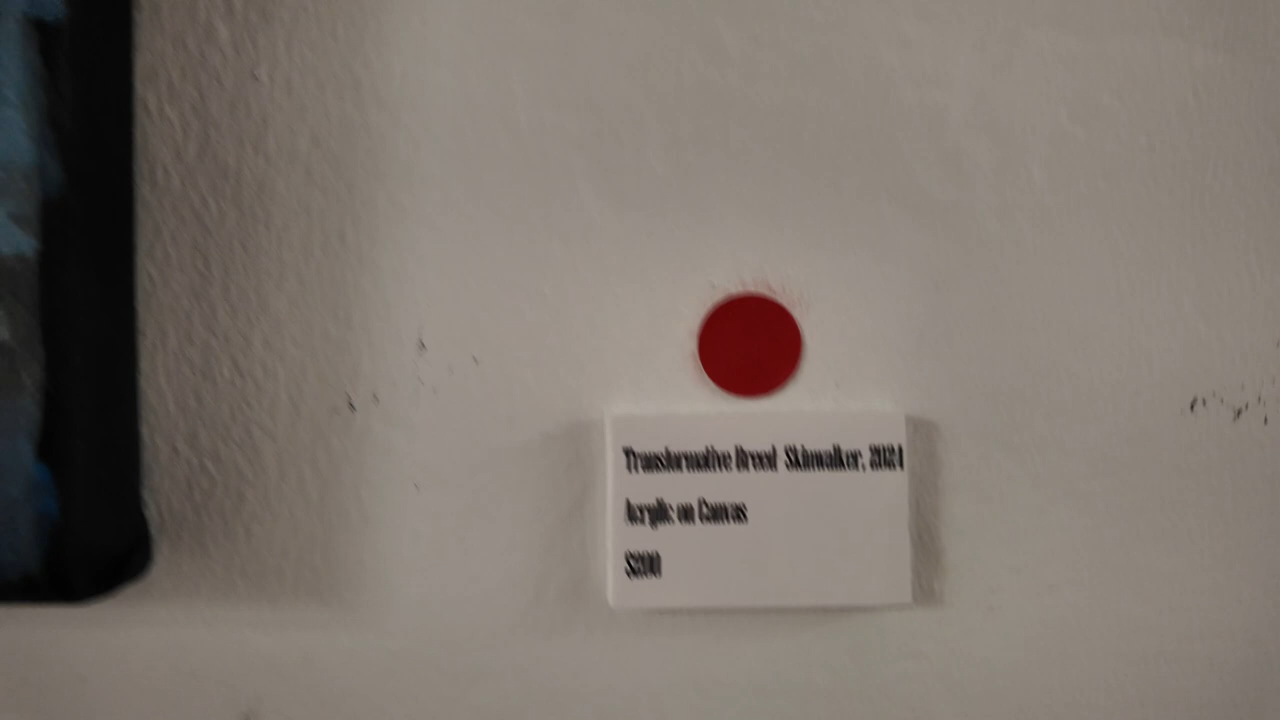 Transformative Breed Skinwalker, 2024
Acrylic on Canvas